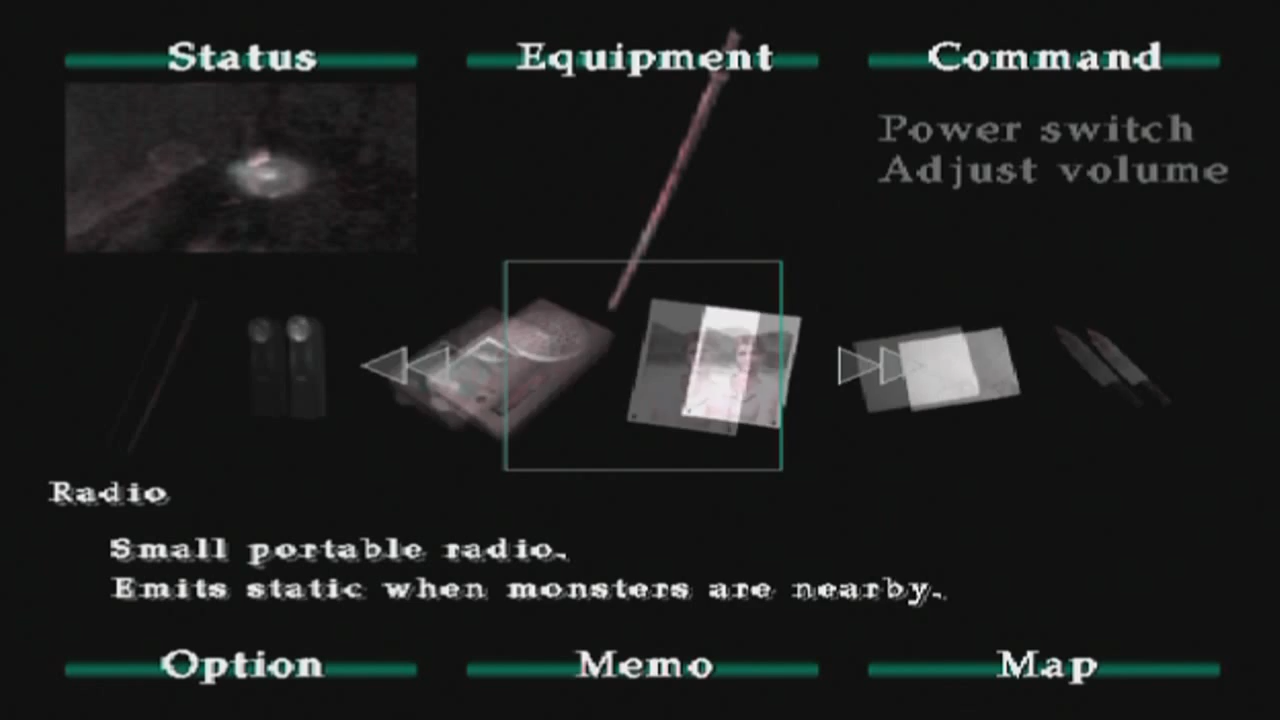 Status
Equipment
Command
Power switch
Adjust volume
Radio
Small portable radio.
Emits static when monsters are nearby.
Option
Memo
Map